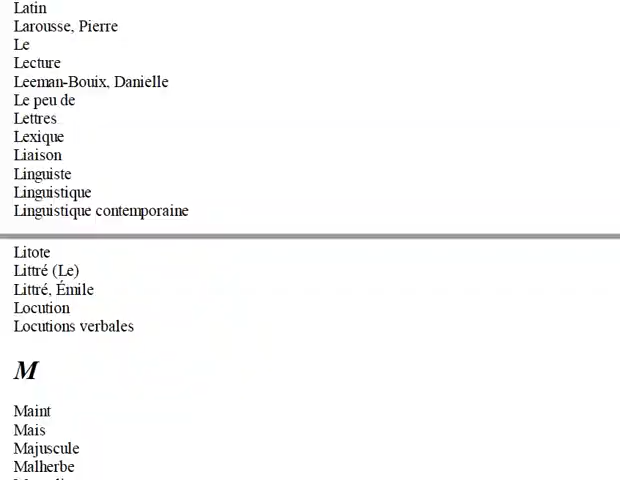 Latin
Larousse, Pierre
Le
Lecture
Leeman-Bouix, Danielle
Le peu de
Lettres
Lexique
Liaison
Linguiste
Linguistique
Linguistique contemporaine
Litote
Littré (Le)
Littré, Émile
Locution
Locutions verbales
M
Maint
Mais
Majuscule
Malherbe